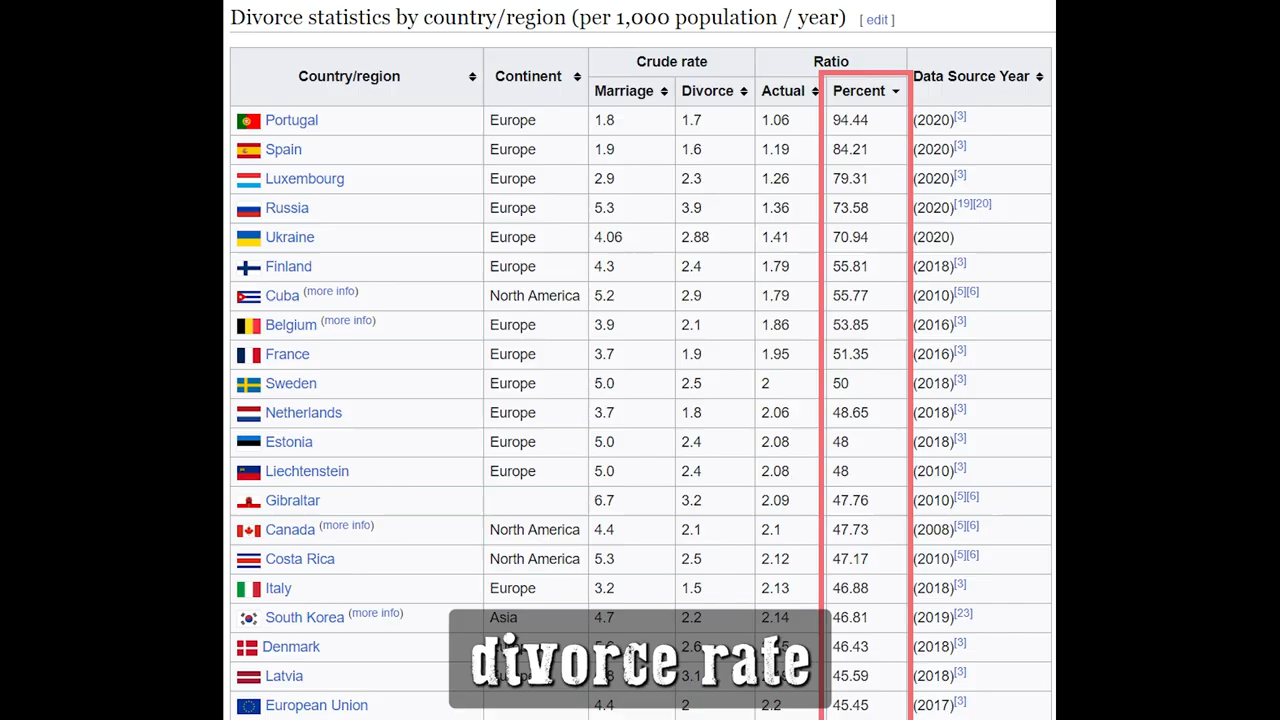 Divorce statistics by country/region (per 1,000 population / year) [ edit ]
Country/region Continent Crude rate Ratio Data Source Year
Marriage Divorce Actual Percent
Portugal Europe 1.8 1.7 1.06 94.44 (2020)[3]
Spain Europe 1.9 1.6 1.19 84.21 (2020)[3]
Luxembourg Europe 2.9 2.3 1.26 79.31 (2020)[3]
Russia Europe 5.3 3.9 1.36 73.58 (2020)[19][20]
Ukraine Europe 4.06 2.88 1.41 70.94 (2020)
Finland Europe 4.3 2.4 1.79 55.81 (2018)[3]
Cuba (more info) North America 5.2 2.9 1.79 55.77 (2010)[5][6]
Belgium (more info) Europe 3.9 2.1 1.86 53.85 (2016)[3]
France Europe 3.7 1.9 1.95 51.35 (2016)[3]
Sweden Europe 5.0 2.5 2 50 (2018)[3]
Netherlands Europe 3.7 1.8 2.06 48.65 (2018)[3]
Estonia Europe 5.0 2.4 2.08 48 (2018)[3]
Liechtenstein Europe 5.0 2.4 2.08 48 (2010)[3]
Gibraltar 6.7 3.2 2.09 47.76 (2010)[5][6]
Canada (more info) North America 4.4 2.1 2.1 47.73 (2008)[5][6]
Costa Rica North America 5.3 2.5 2.12 47.17 (2010)[5][6]
Italy Europe 3.2 1.5 2.13 46.88 (2018)[3]
South Korea (more info) Asia 4.7 2.2 2.14 46.81 (2019)[23]
Denmark 46.43 (2018)[3]
divorce rate
Latvia 45.59 (2018)[3]
European Union 4.4 2 2.2 45.45 (2017)[3]